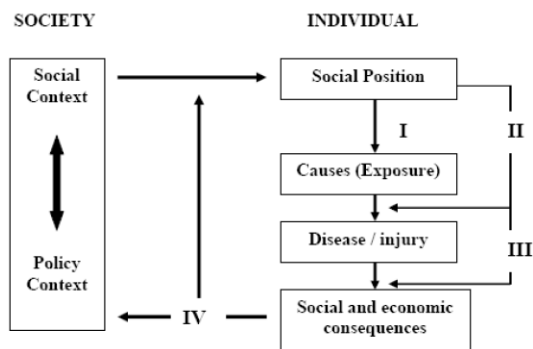 SOCIETY
INDIVIDUAL
Social
Context
Social Position
I
II
Causes (Exposure)
Disease / injury
III
Policy
Context
IV
Social and economic
consequences